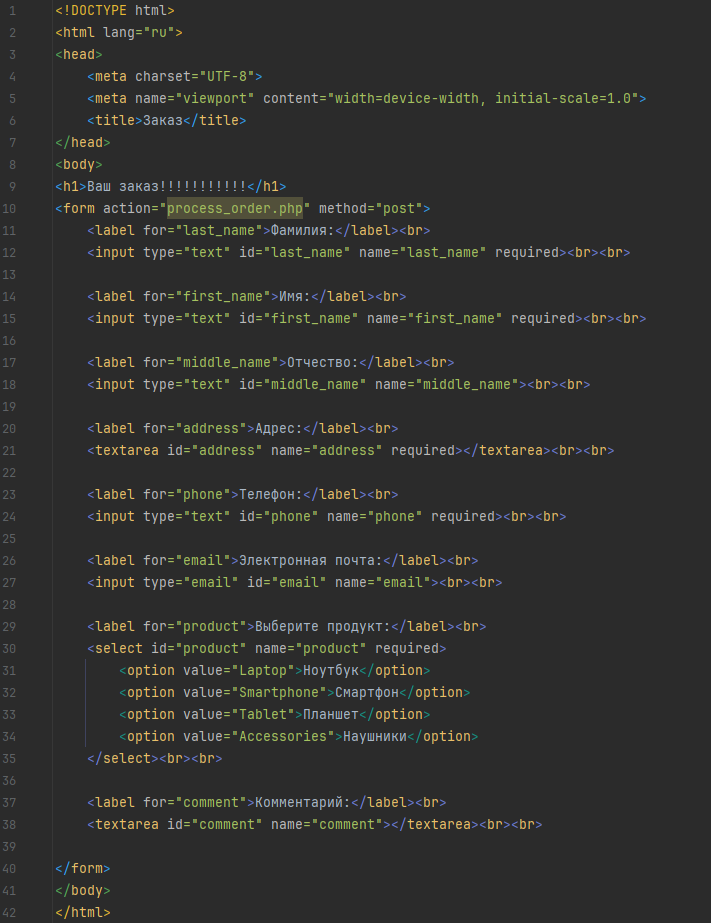 1 <!DOCTYPE html>
2 <html lang="ru">
3 <head>
4     <meta charset="UTF-8">
5     <meta name="viewport" content="width=device-width, initial-scale=1.0">
6     <title>Заказ</title>
7 </head>
8 <body>
9 <h1>Ваш заказ!!!!!!!!!!!</h1>
10 <form action="process_order.php" method="post">
11     <label for="last_name">Фамилия:</label><br>
12     <input type="text" id="last_name" name="last_name" required><br><br>
13
14     <label for="first_name">Имя:</label><br>
15     <input type="text" id="first_name" name="first_name" required><br><br>
16
17     <label for="middle_name">Отчество:</label><br>
18     <input type="text" id="middle_name" name="middle_name"><br><br>
19
20     <label for="address">Адрес:</label><br>
21     <textarea id="address" name="address" required></textarea><br><br>
22
23     <label for="phone">Телефон:</label><br>
24     <input type="text" id="phone" name="phone" required><br><br>
25
26     <label for="email">Электронная почта:</label><br>
27     <input type="email" id="email" name="email"><br><br>
28
29     <label for="product">Выберите продукт:</label><br>
30     <select id="product" name="product" required>
31         <option value="Laptop">Ноутбук</option>
32         <option value="Smartphone">Смартфон</option>
33         <option value="Tablet">Планшет</option>
34         <option value="Accessories">Наушники</option>
35     </select><br><br>
36
37     <label for="comment">Комментарий:</label><br>
38     <textarea id="comment" name="comment"></textarea><br><br>
39
40 </form>
41 </body>
42 </html>